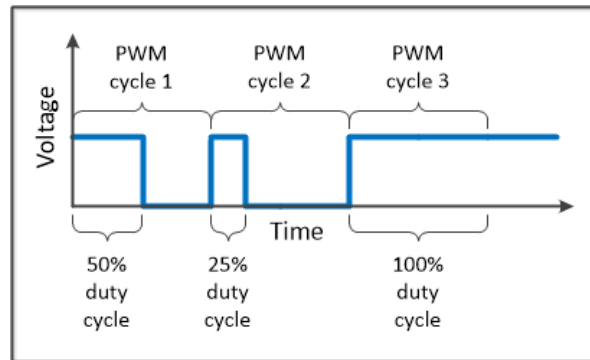 PWM
cycle 1
PWM
cycle 2
PWM
cycle 3
Voltage
Time
50%
duty
cycle
25%
duty
cycle
100%
duty
cycle